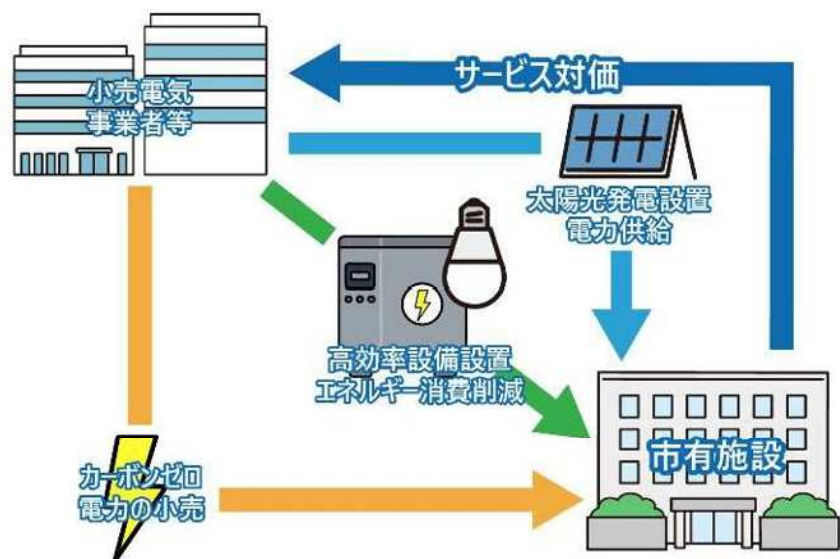 サービス対価
小売電気
事業者等
太陽光発電設置
電力供給
高効率設備設置
エネルギー消費削減
市有施設
カーボンゼロ
電力の小売